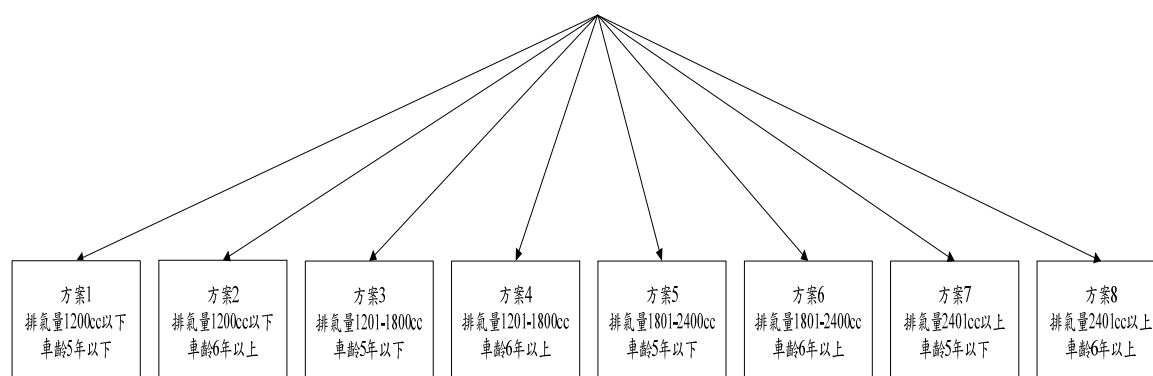 方案1
排氣量1200cc以下
車齡5年以下
方案2
排氣量1200cc以下
車齡6年以上
方案3
排氣量1201-1800cc
車齡5年以下
方案4
排氣量1201-1800cc
車齡6年以上
方案5
排氣量1801-2400cc
車齡5年以下
方案6
排氣量1801-2400cc
車齡6年以上
方案7
排氣量2401cc以上
車齡5年以下
方案8
排氣量2401cc以上
車齡6年以上